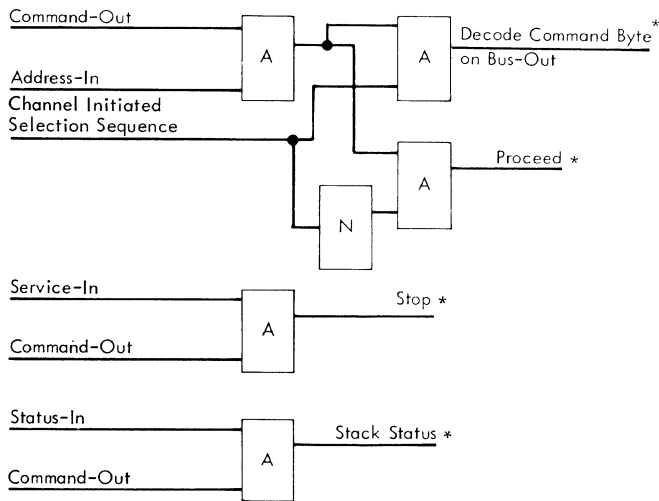 Command-Out
A
A
Decode Command Byte *
on Bus-Out
Address-In
Channel Initiated
Selection Sequence
Proceed *
A
N
Service-In
Stop *
A
Command-Out
Status-In
Stack Status *
A
Command-Out